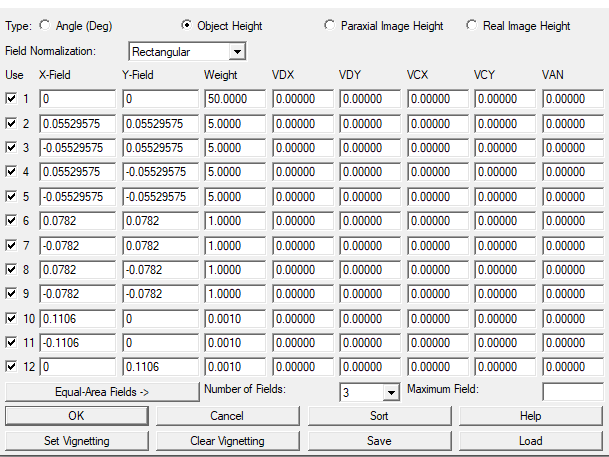 Type: Angle (Deg) Object Height Paraxial Image Height Real Image Height
Field Normalization: Rectangular
Use X-Field Y-Field Weight VDX VDY VCX VCY VAN
1 0 0 50.0000 0.00000 0.00000 0.00000 0.00000 0.00000
2 0.05529575 0.05529575 5.0000 0.00000 0.00000 0.00000 0.00000 0.00000
3 -0.05529575 0.05529575 5.0000 0.00000 0.00000 0.00000 0.00000 0.00000
4 0.05529575 -0.05529575 5.0000 0.00000 0.00000 0.00000 0.00000 0.00000
5 -0.05529575 -0.05529575 5.0000 0.00000 0.00000 0.00000 0.00000 0.00000
6 0.0782 0.0782 1.0000 0.00000 0.00000 0.00000 0.00000 0.00000
7 -0.0782 0.0782 1.0000 0.00000 0.00000 0.00000 0.00000 0.00000
8 0.0782 -0.0782 1.0000 0.00000 0.00000 0.00000 0.00000 0.00000
9 -0.0782 -0.0782 1.0000 0.00000 0.00000 0.00000 0.00000 0.00000
10 0.1106 0 0.0010 0.00000 0.00000 0.00000 0.00000 0.00000
11 -0.1106 0 0.0010 0.00000 0.00000 0.00000 0.00000 0.00000
12 0 0.1106 0.0010 0.00000 0.00000 0.00000 0.00000 0.00000
Equal-Area Fields -> Number of Fields: 3 Maximum Field:
OK Cancel Sort Help
Set Vignetting Clear Vignetting Save Load